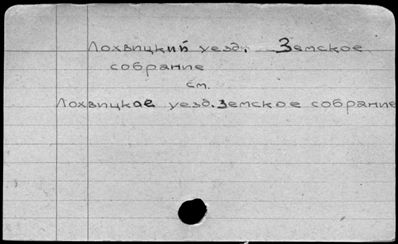 Лохвицкий уезд. Земское
собрание
см.
Лохвицкое уезд. Земское собрание